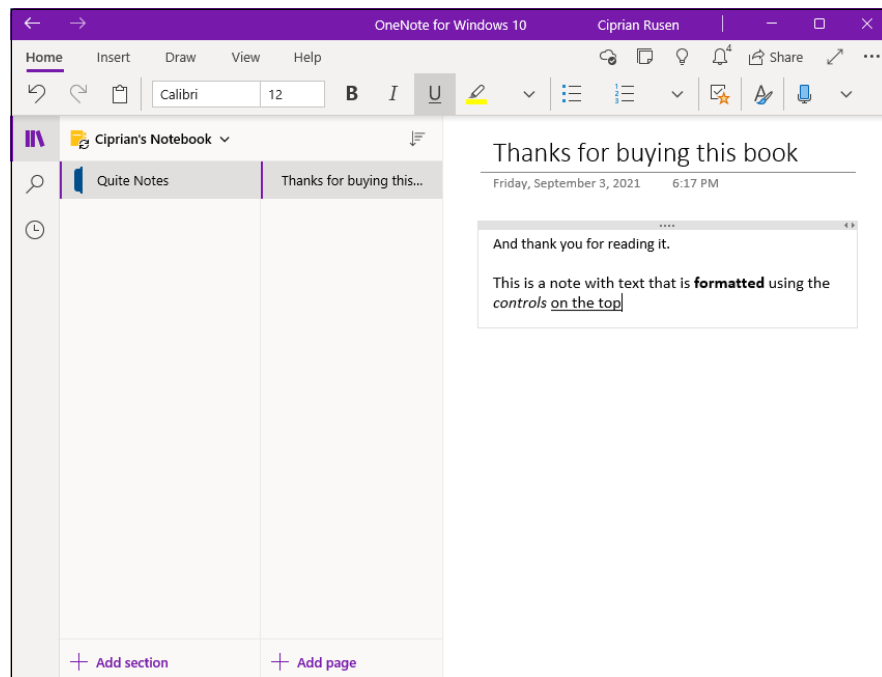 OneNote for Windows 10 Ciprian Rusen
Home Insert Draw View Help 4 Share
Calibri 12 B I U
Ciprian's Notebook
Quite Notes
Thanks for buying this...
Thanks for buying this book
Friday, September 3, 2021 6:17 PM
And thank you for reading it.
This is a note with text that is formatted using the
controls on the top
Add section
Add page